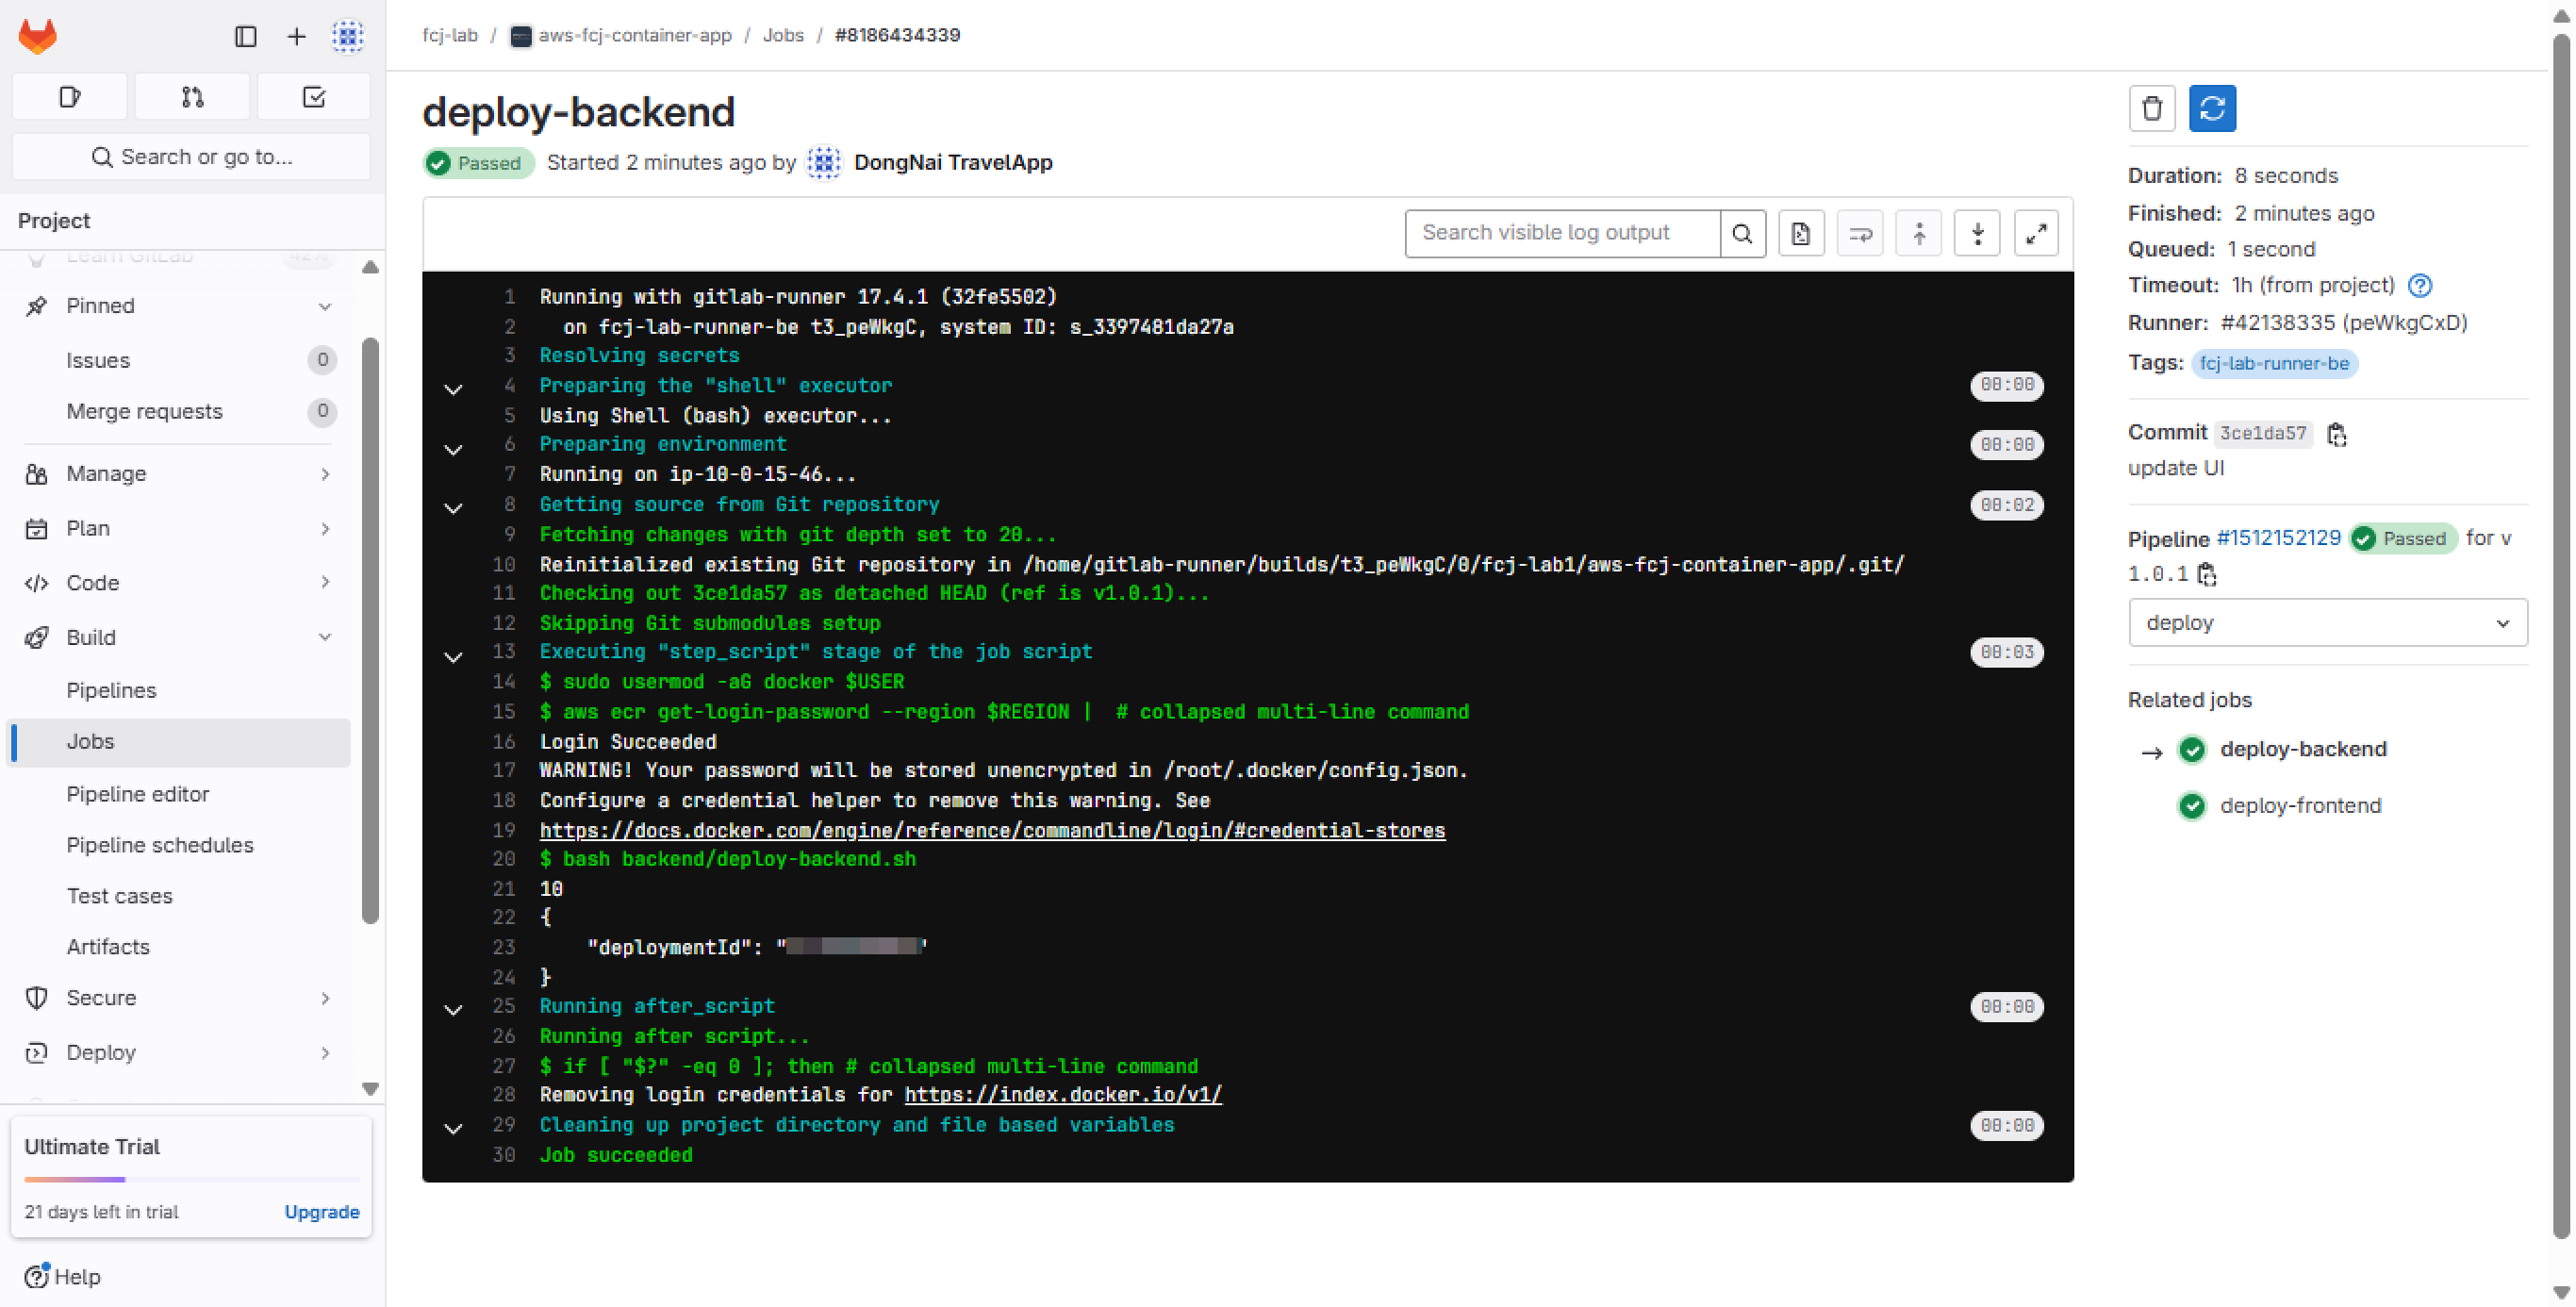 fcj-lab / aws-fcj-container-app / Jobs / #8186434339
Search or go to...
Project
Learn GitLab 42%
Pinned
Issues 0
Merge requests 0
Manage
Plan
Code
Build
Pipelines
Jobs
Pipeline editor
Pipeline schedules
Test cases
Artifacts
Secure
Deploy
Ultimate Trial
21 days left in trial Upgrade
Help
deploy-backend
Passed Started 2 minutes ago by DongNai TravelApp
Search visible log output
1 Running with gitlab-runner 17.4.1 (32fe5502)
2 on fcj-lab-runner-be t3_peWkgC, system ID: s_3397481da27a
3 Resolving secrets
4 Preparing the "shell" executor 00:00
5 Using Shell (bash) executor...
6 Preparing environment 00:00
7 Running on ip-10-0-15-46...
8 Getting source from Git repository 00:02
9 Fetching changes with git depth set to 20...
10 Reinitialized existing Git repository in /home/gitlab-runner/builds/t3_peWkgC/0/fcj-lab1/aws-fcj-container-app/.git/
11 Checking out 3ce1da57 as detached HEAD (ref is v1.0.1)...
12 Skipping Git submodules setup
13 Executing "step_script" stage of the job script 00:03
14 $ sudo usermod -aG docker $USER
15 $ aws ecr get-login-password --region $REGION | # collapsed multi-line command
16 Login Succeeded
17 WARNING! Your password will be stored unencrypted in /root/.docker/config.json.
18 Configure a credential helper to remove this warning. See
19 https://docs.docker.com/engine/reference/commandline/login/#credential-stores
20 $ bash backend/deploy-backend.sh
21 10
22 {
23 "deploymentId": "
24 }
25 Running after_script 00:00
26 Running after script...
27 $ if [ "$?" -eq 0 ]; then # collapsed multi-line command
28 Removing login credentials for https://index.docker.io/v1/
29 Cleaning up project directory and file based variables 00:00
30 Job succeeded
Duration: 8 seconds
Finished: 2 minutes ago
Queued: 1 second
Timeout: 1h (from project)
Runner: #42138335 (peWkgCxD)
Tags: fcj-lab-runner-be
Commit 3ce1da57
update UI
Pipeline #1512152129 Passed for v
1.0.1
deploy
Related jobs
deploy-backend
deploy-frontend